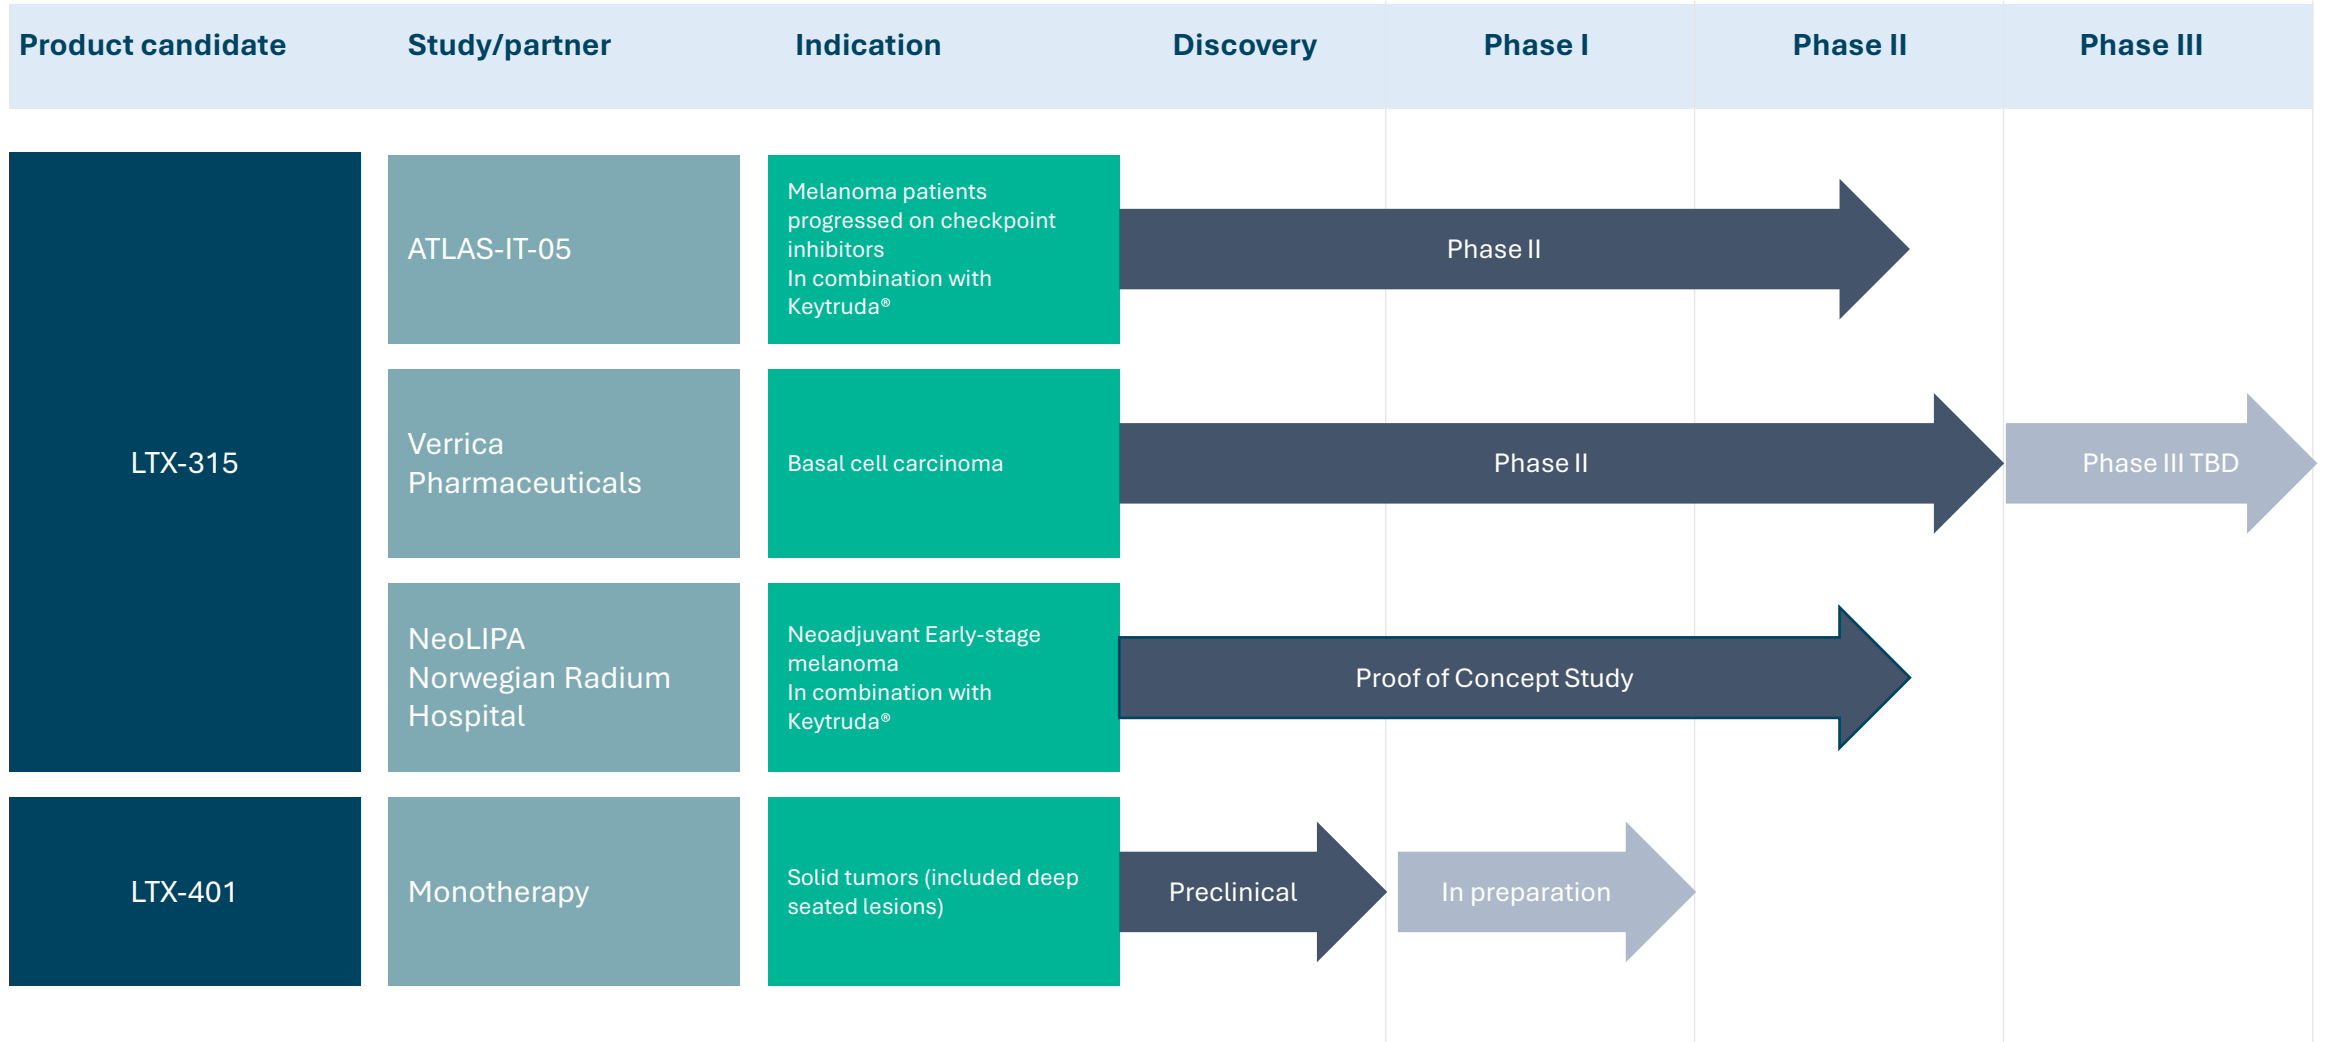 Product candidate
Study/partner
Indication
Discovery
Phase I
Phase II
Phase III
LTX-315
ATLAS-IT-05
Melanoma patients
progressed on checkpoint
inhibitors
In combination with
Keytruda®
Phase II
Verrica
Pharmaceuticals
Basal cell carcinoma
Phase II
Phase III TBD
NeoLIPA
Norwegian Radium
Hospital
Neoadjuvant Early-stage
melanoma
In combination with
Keytruda®
Proof of Concept Study
LTX-401
Monotherapy
Solid tumors (included deep
seated lesions)
Preclinical
In preparation